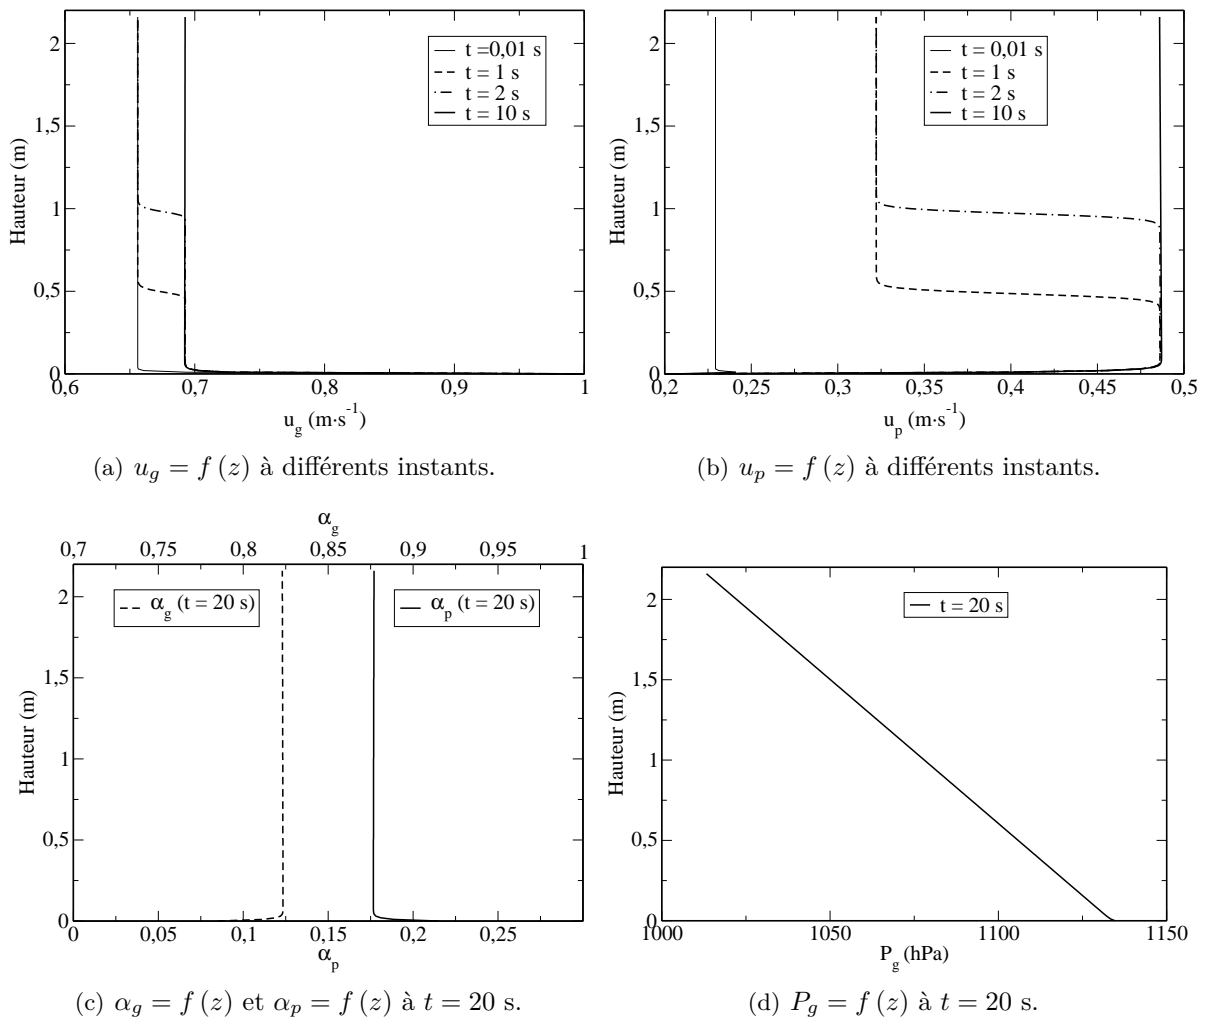 Hauteur (m)
2
1,5
1
0,5
0
t =0,01 s
t = 1 s
t = 2 s
t = 10 s
0,6 0,7 0,8 0,9 1
u_g (m·s^-1)
(a) u_g = f (z) à différents instants.
Hauteur (m)
2
1,5
1
0,5
0
t = 0,01 s
t = 1 s
t = 2 s
t = 10 s
0,2 0,25 0,3 0,35 0,4 0,45 0,5
u_p (m·s^-1)
(b) u_p = f (z) à différents instants.
α_g
0,7 0,75 0,8 0,85 0,9 0,95 1
Hauteur (m)
2
1,5
1
0,5
0
α_g (t = 20 s)
α_p (t = 20 s)
0 0,05 0,1 0,15 0,2 0,25
α_p
(c) α_g = f (z) et α_p = f (z) à t = 20 s.
Hauteur (m)
2
1,5
1
0,5
0
t = 20 s
1000 1050 1100 1150
P_g (hPa)
(d) P_g = f (z) à t = 20 s.